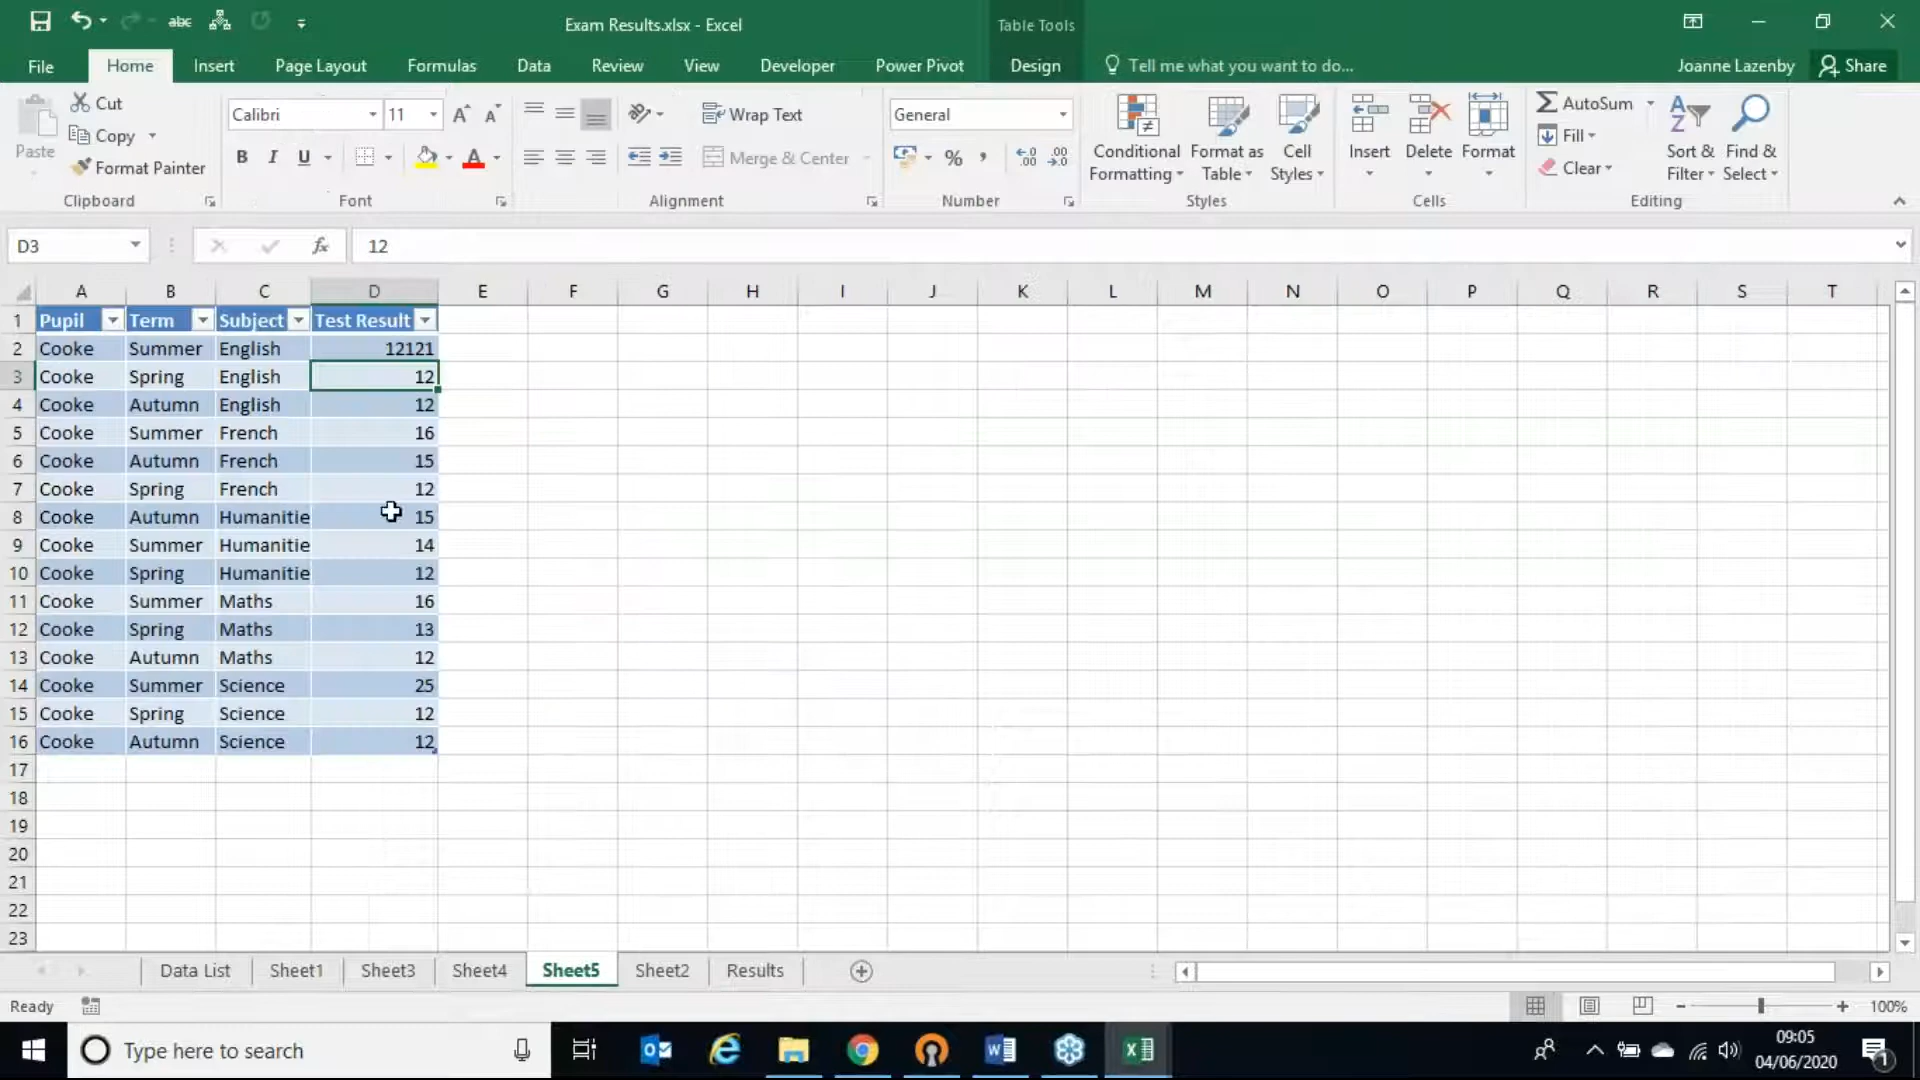 abc
Exam Results.xlsx - Excel
Table Tools
File Home Insert Page Layout Formulas Data Review View Developer Power Pivot Design Tell me what you want to do... Joanne Lazenby Share
Paste
Cut
Copy
Format Painter
Clipboard
Calibri 11
B I U A
Font
Wrap Text
Merge & Center
Alignment
General
%
Number
Conditional Formatting
Format as Table
Cell Styles
Styles
Insert
Delete
Format
Cells
AutoSum
Fill
Clear
Sort & Filter
Find & Select
Editing
D3 fx 12
A B C D E F G H I J K L M N O P Q R S T
1 Pupil Term Subject Test Result
2 Cooke Summer English 12121
3 Cooke Spring English 12
4 Cooke Autumn English 12
5 Cooke Summer French 16
6 Cooke Autumn French 15
7 Cooke Spring French 12
8 Cooke Autumn Humanitie 15
9 Cooke Summer Humanitie 14
10 Cooke Spring Humanitie 12
11 Cooke Summer Maths 16
12 Cooke Spring Maths 13
13 Cooke Autumn Maths 12
14 Cooke Summer Science 25
15 Cooke Spring Science 12
16 Cooke Autumn Science 12
17
18
19
20
21
22
23
Data List Sheet1 Sheet3 Sheet4 Sheet5 Sheet2 Results
Ready 100%
Type here to search
09:05
04/06/2020
1